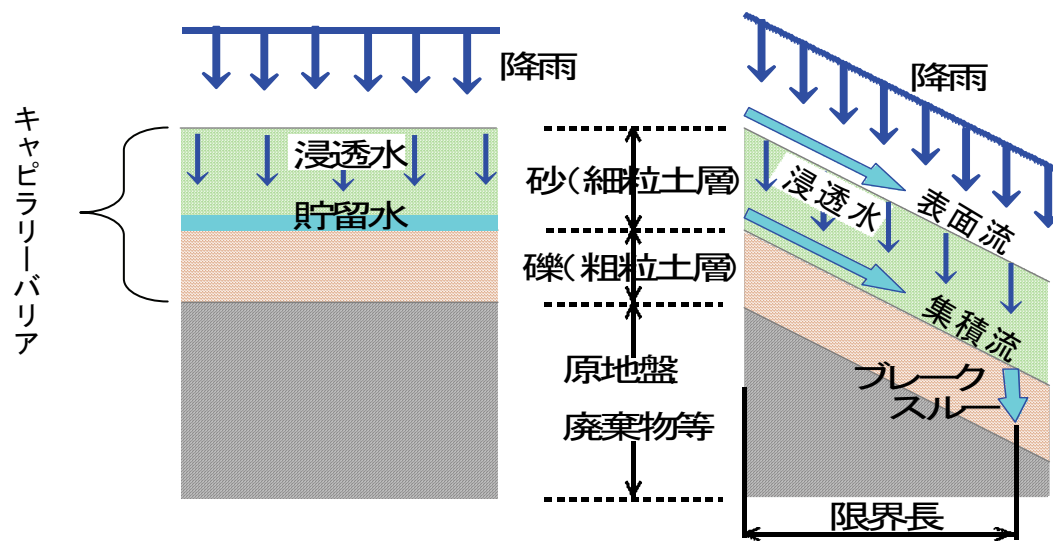 降雨
キャピラリーバリア
浸透水
貯留水
砂(細粒土層)
礫(粗粒土層)
原地盤
廃棄物等
降雨
表面流
浸透水
集積流
ブレーク
スルー
限界長